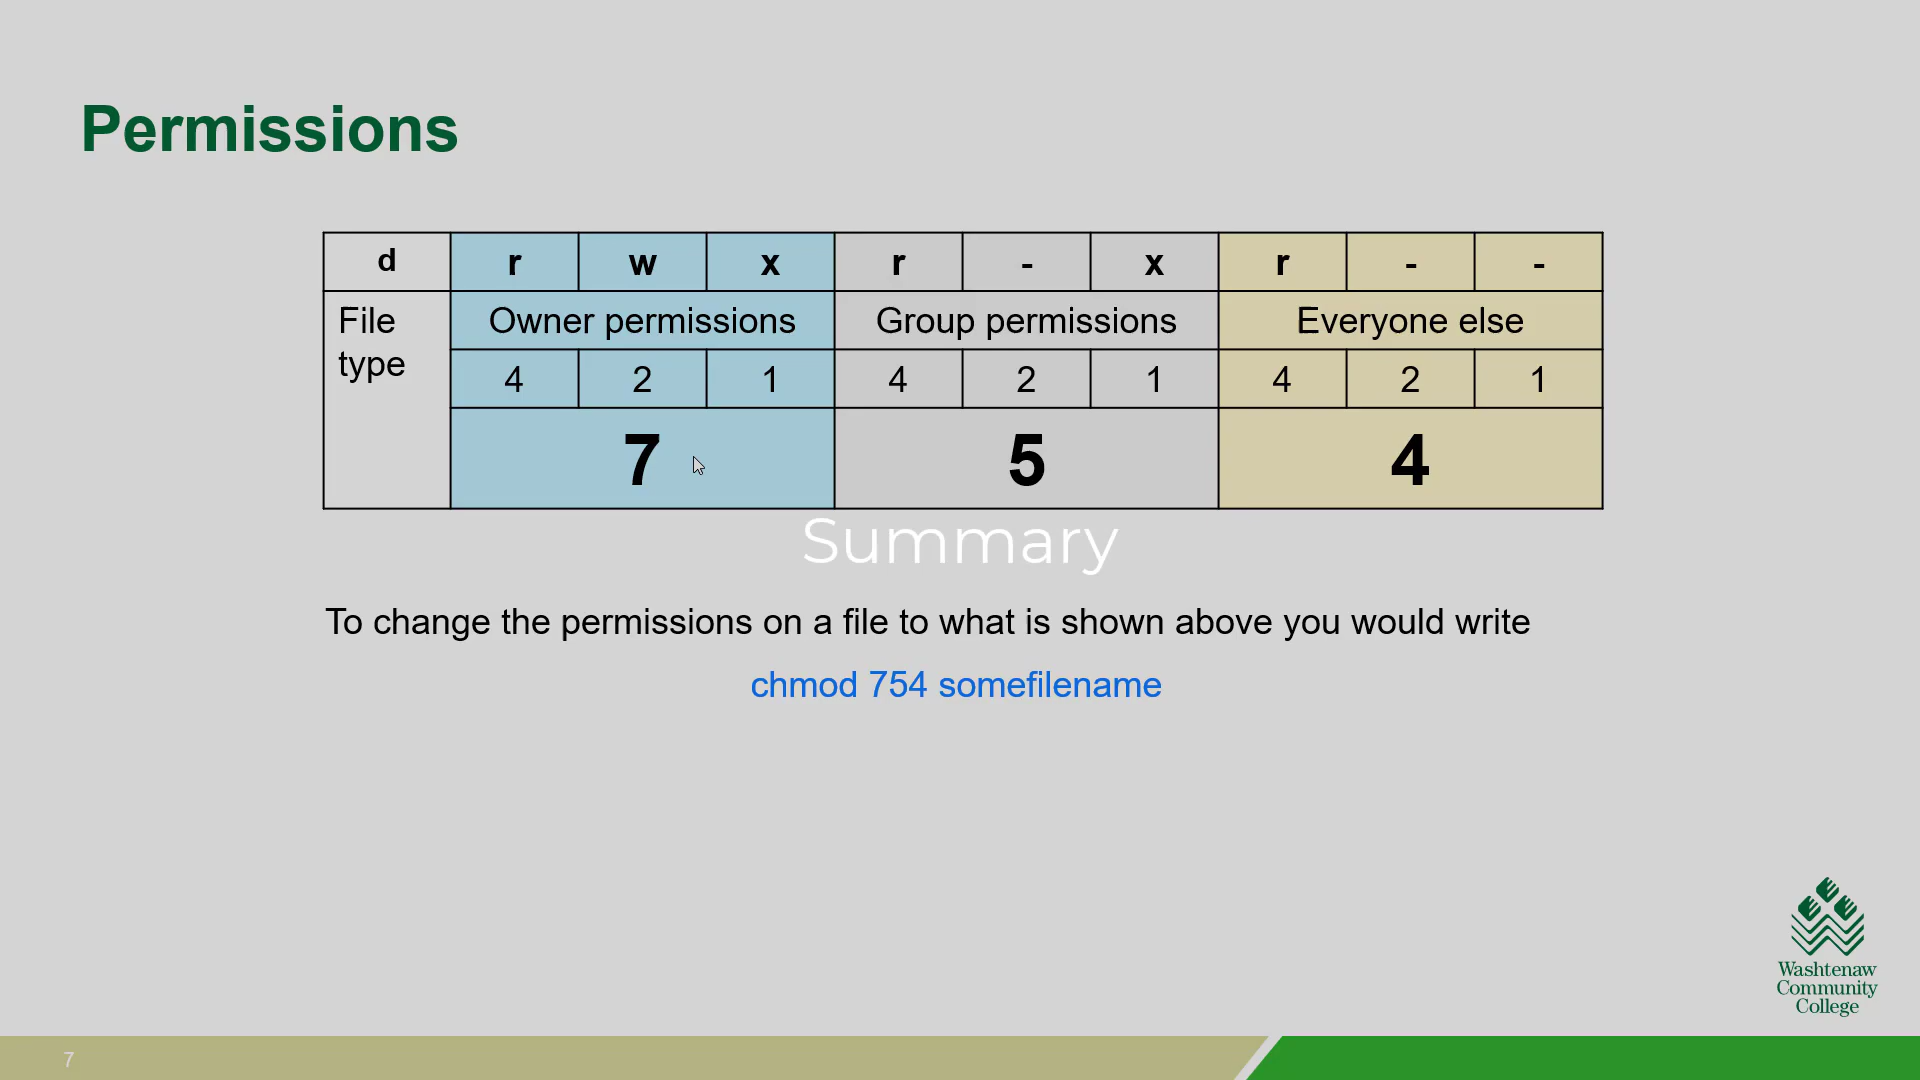 Permissions
d r w x r - x r - -
File type Owner permissions Group permissions Everyone else
4 2 1 4 2 1 4 2 1
7 5 4
Summary
To change the permissions on a file to what is shown above you would write
chmod 754 somefilename
Washtenaw
Community
College
7